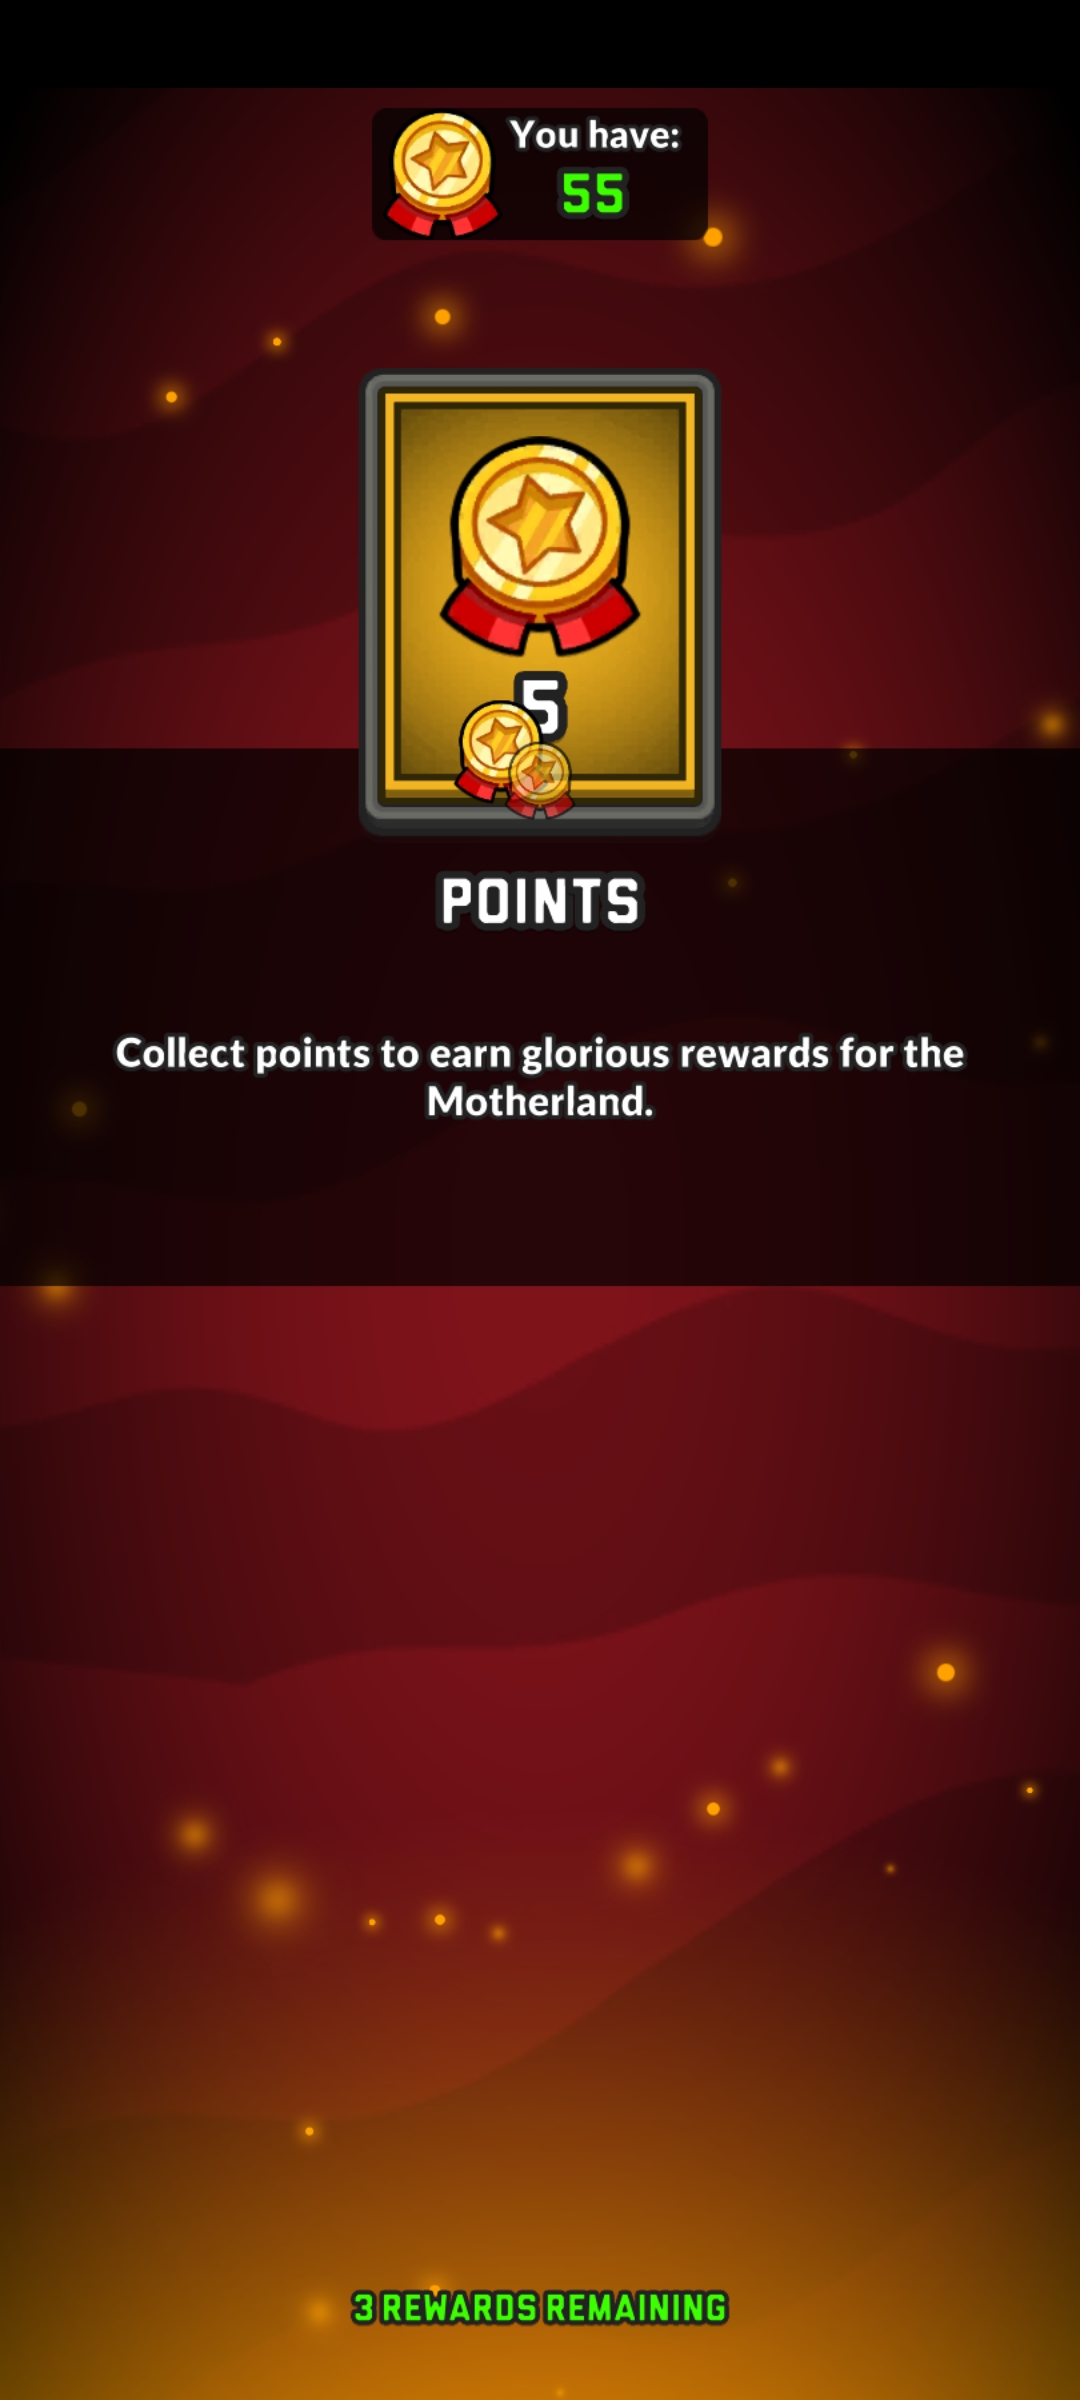 You have:
55
5
POINTS
Collect points to earn glorious rewards for the
Motherland.
3 REWARDS REMAINING